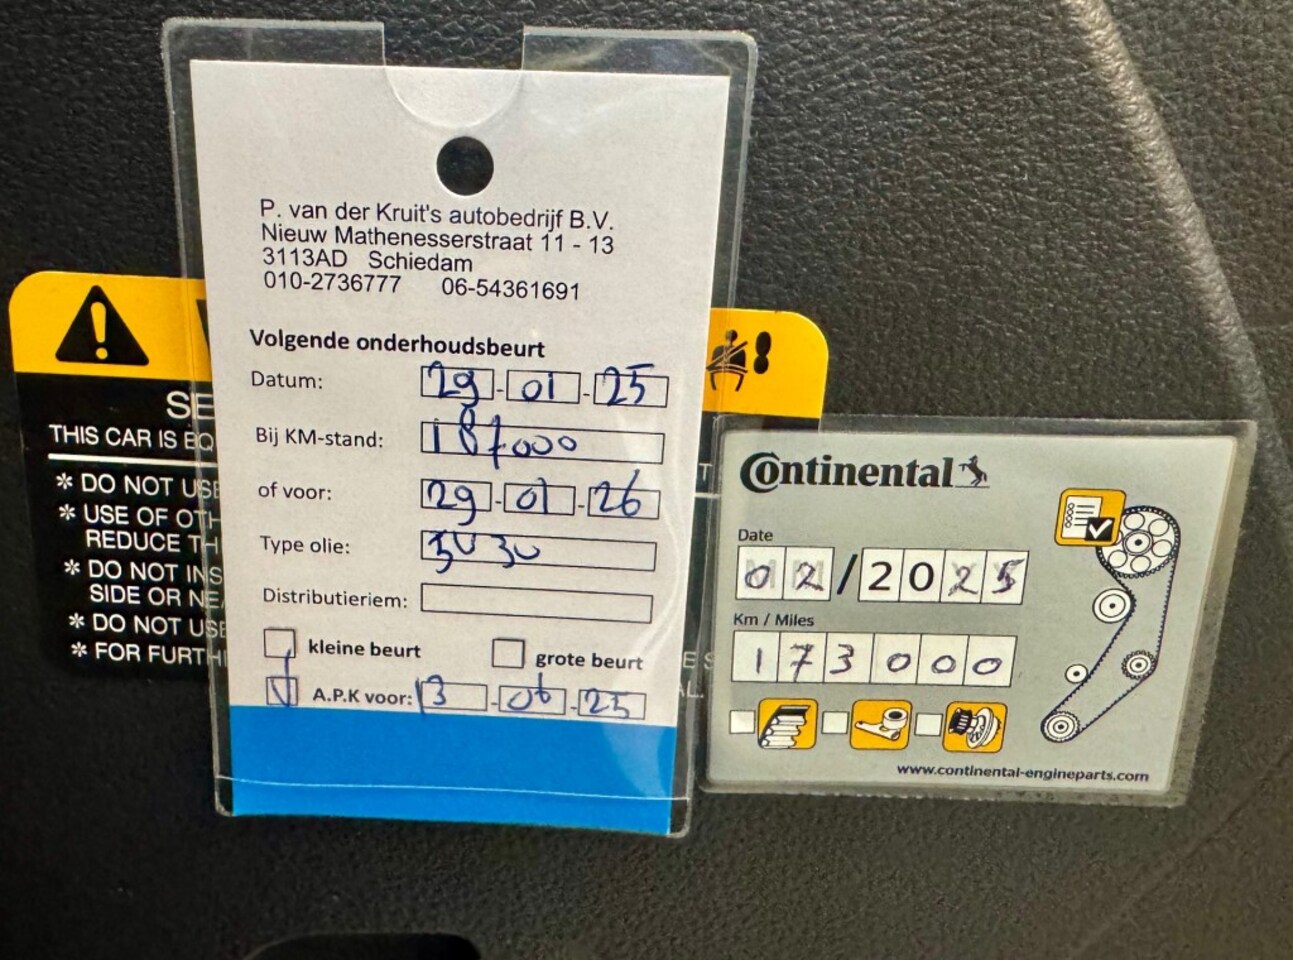 P. van der Kruit's autobedrijf B.V.
Nieuw Mathenesserstraat 11 - 13
3113AD Schiedam
010-2736777 06-54361691
Volgende onderhoudsbeurt
Datum: 29-01-25
Bij KM-stand: 187000
of voor: 29-01-26
Type olie: 5W30
Distributieriem:
kleine beurt
grote beurt
A.P.K voor: 13-06-25
SE
THIS CAR IS EQ
* DO NOT USE
* USE OF OTH
REDUCE TH
* DO NOT INS
SIDE OR NEA
* DO NOT USE
* FOR FURTH
Continental
Date
02/2025
Km / Miles
173000
www.continental-engineparts.com